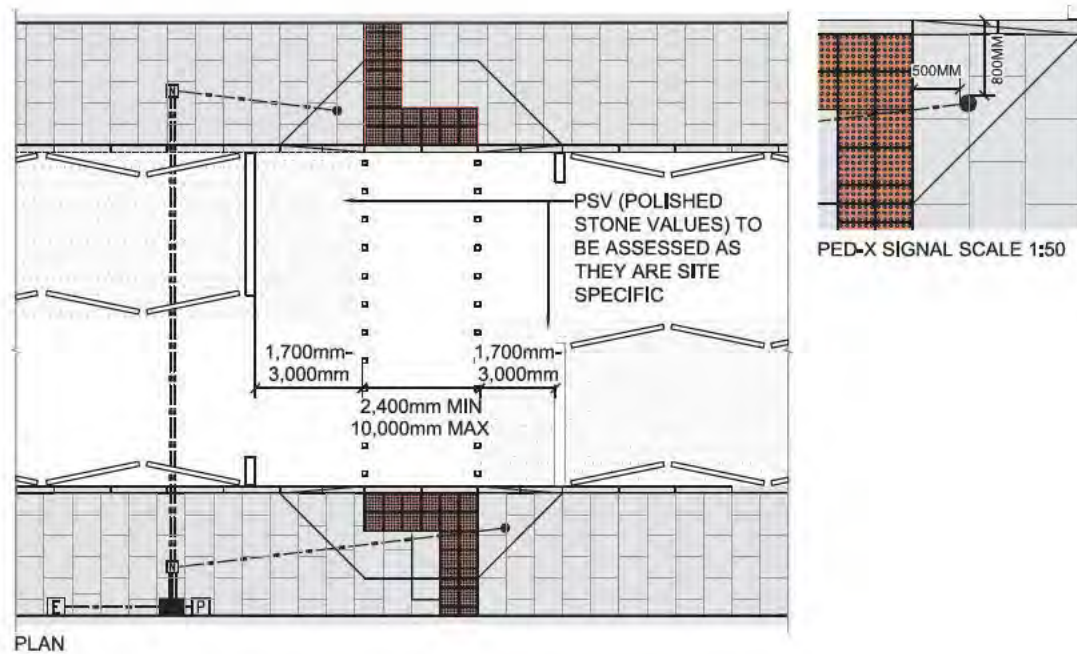 N
500MM
800MM
PSV (POLISHED
STONE VALUES) TO
BE ASSESSED AS
THEY ARE SITE
SPECIFIC
PED-X SIGNAL SCALE 1:50
1,700mm-
3,000mm
1,700mm-
3,000mm
2,400mm MIN
10,000mm MAX
N
E
P
PLAN